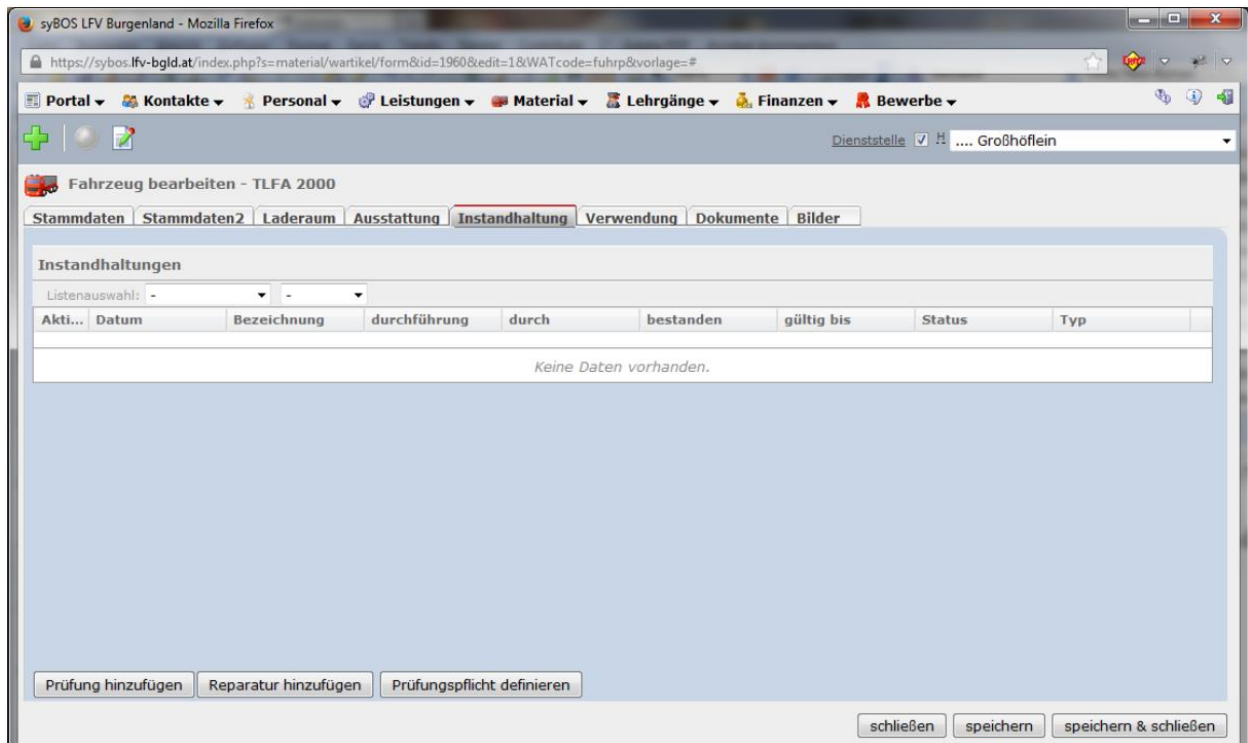 syBOS LFV Burgenland - Mozilla Firefox
https://sybos.lfv-bgld.at/index.php?s=material/wartikel/form&id=1960&edit=1&WATcode=fuhrp&vorlage=#
Portal Kontakte Personal Leistungen Material Lehrgänge Finanzen Bewerbe
Dienststelle H .... Großhöflein
Fahrzeug bearbeiten - TLFA 2000
Stammdaten Stammdaten2 Laderaum Ausstattung Instandhaltung Verwendung Dokumente Bilder
Instandhaltungen
Listenauswahl: - -
Akti... Datum Bezeichnung durchführung durch bestanden gültig bis Status Typ
Keine Daten vorhanden.
Prüfung hinzufügen Reparatur hinzufügen Prüfungspflicht definieren
schließen speichern speichern & schließen